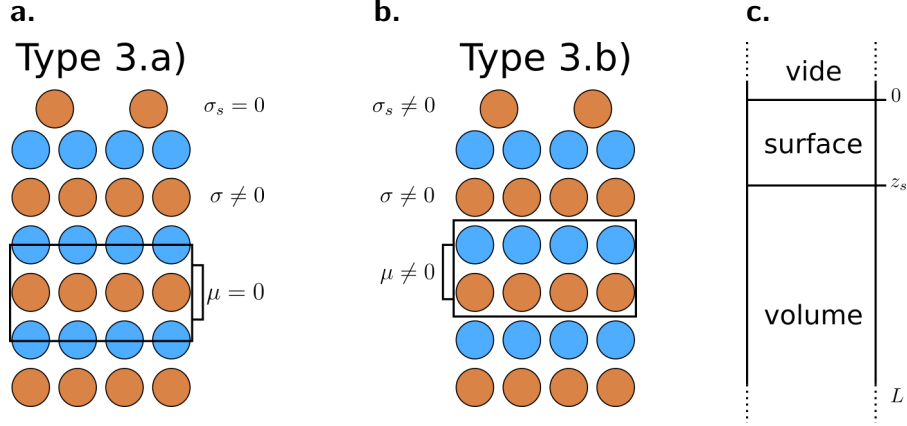 a.
Type 3.a)
σ_s = 0
σ ≠ 0
μ = 0
b.
Type 3.b)
σ_s ≠ 0
σ ≠ 0
μ ≠ 0
c.
vide
0
surface
z_s
volume
L